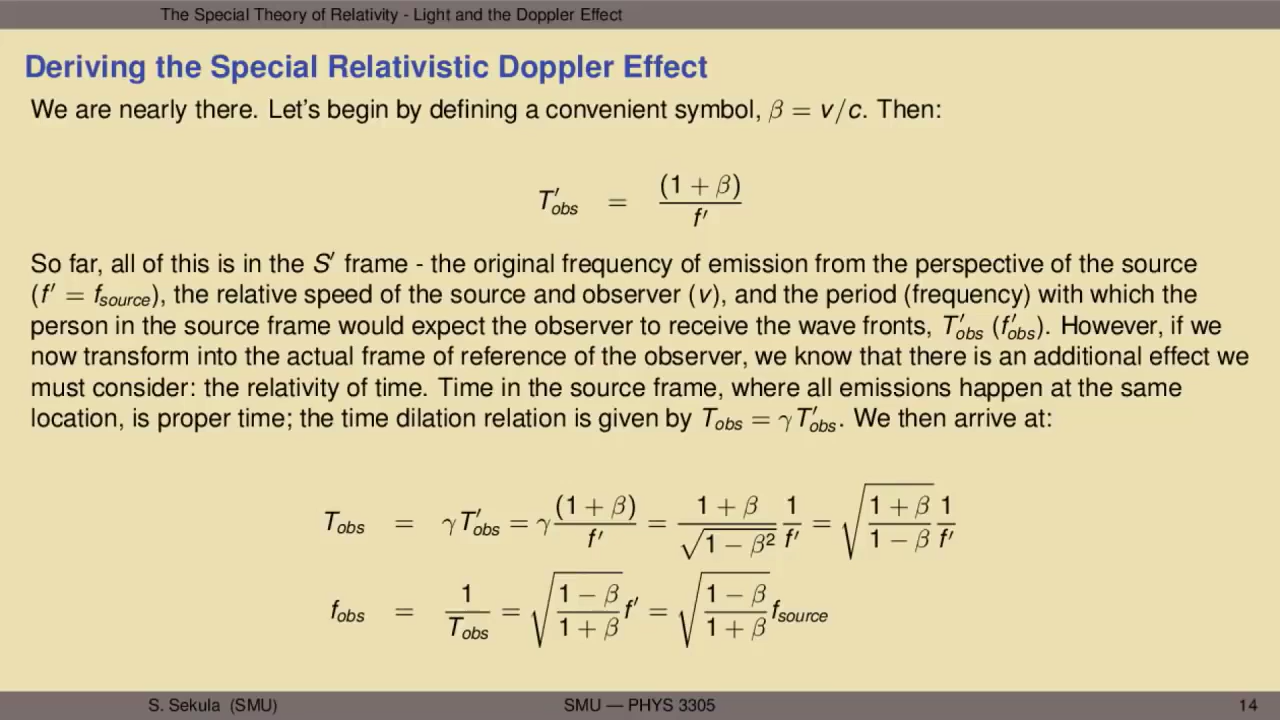 The Special Theory of Relativity - Light and the Doppler Effect
Deriving the Special Relativistic Doppler Effect
We are nearly there. Let's begin by defining a convenient symbol, β = v/c. Then:
T′obs = (1 + β)/f′
So far, all of this is in the S′ frame - the original frequency of emission from the perspective of the source
(f′ = fsource), the relative speed of the source and observer (v), and the period (frequency) with which the
person in the source frame would expect the observer to receive the wave fronts, T′obs (f′obs). However, if we
now transform into the actual frame of reference of the observer, we know that there is an additional effect we
must consider: the relativity of time. Time in the source frame, where all emissions happen at the same
location, is proper time; the time dilation relation is given by Tobs = γT′obs. We then arrive at:
Tobs = γT′obs = γ (1 + β)/f′ = (1 + β)/√(1 − β²) 1/f′ = √((1 + β)/(1 − β)) 1/f′
fobs = 1/Tobs = √((1 − β)/(1 + β)) f′ = √((1 − β)/(1 + β)) fsource
S. Sekula (SMU) SMU — PHYS 3305 14